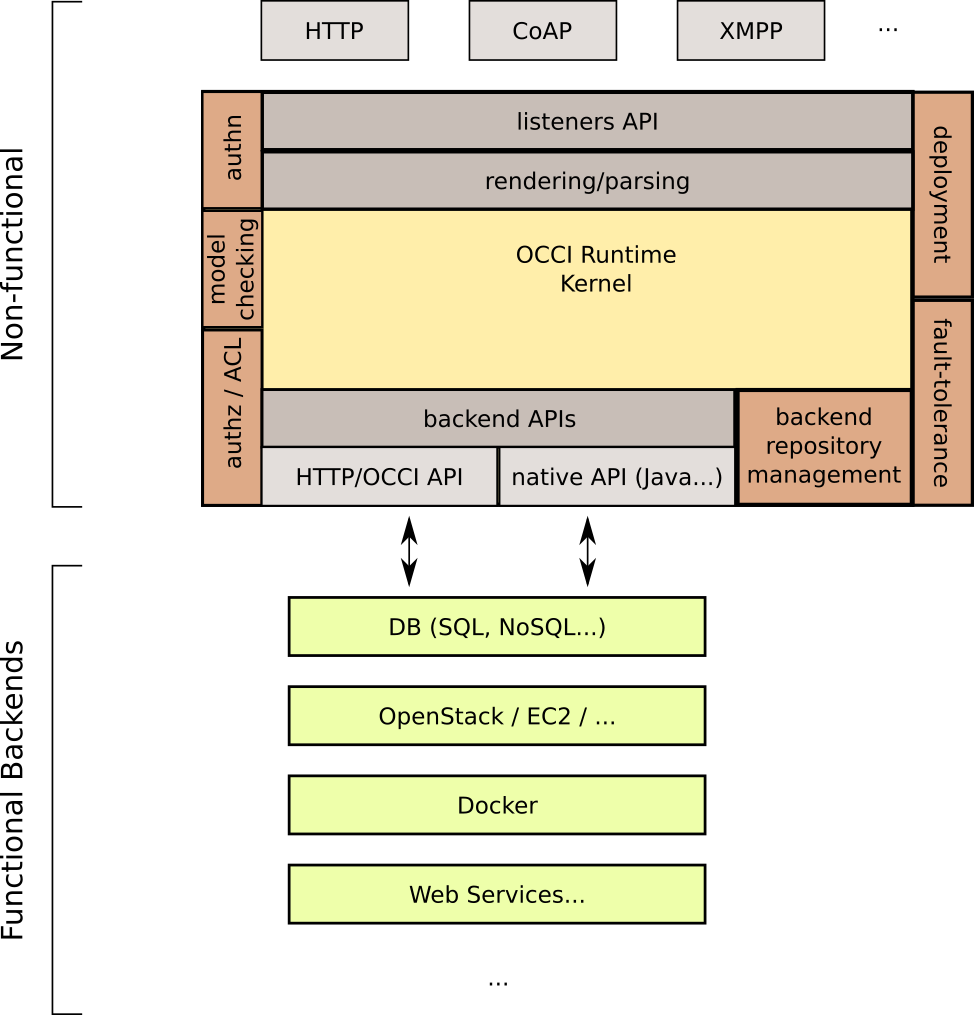 HTTP
CoAP
XMPP
...
Non-functional
authn
listeners API
rendering/parsing
deployment
model
checking
OCCI Runtime
Kernel
authz / ACL
fault-tolerance
backend APIs
backend
repository
management
HTTP/OCCI API
native API (Java...)
Functional Backends
DB (SQL, NoSQL...)
OpenStack / EC2 / ...
Docker
Web Services...
...